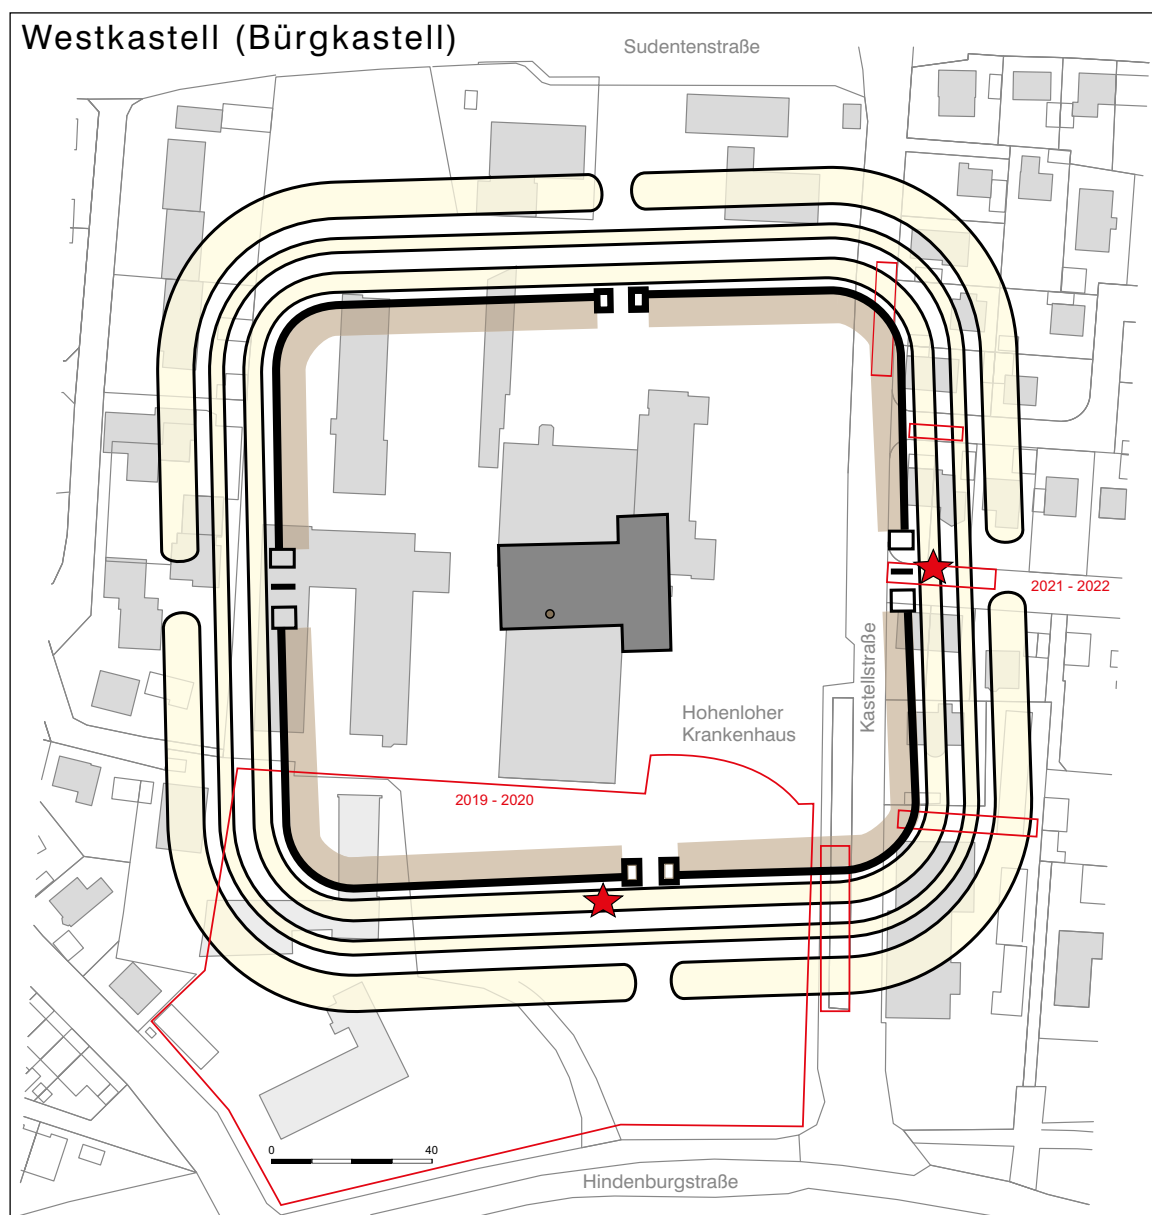 Westkastell (Bürgkastell)
Sudentenstraße
2021 - 2022
Kastellstraße
Hohenloher
Krankenhaus
2019 - 2020
0
40
Hindenburgstraße